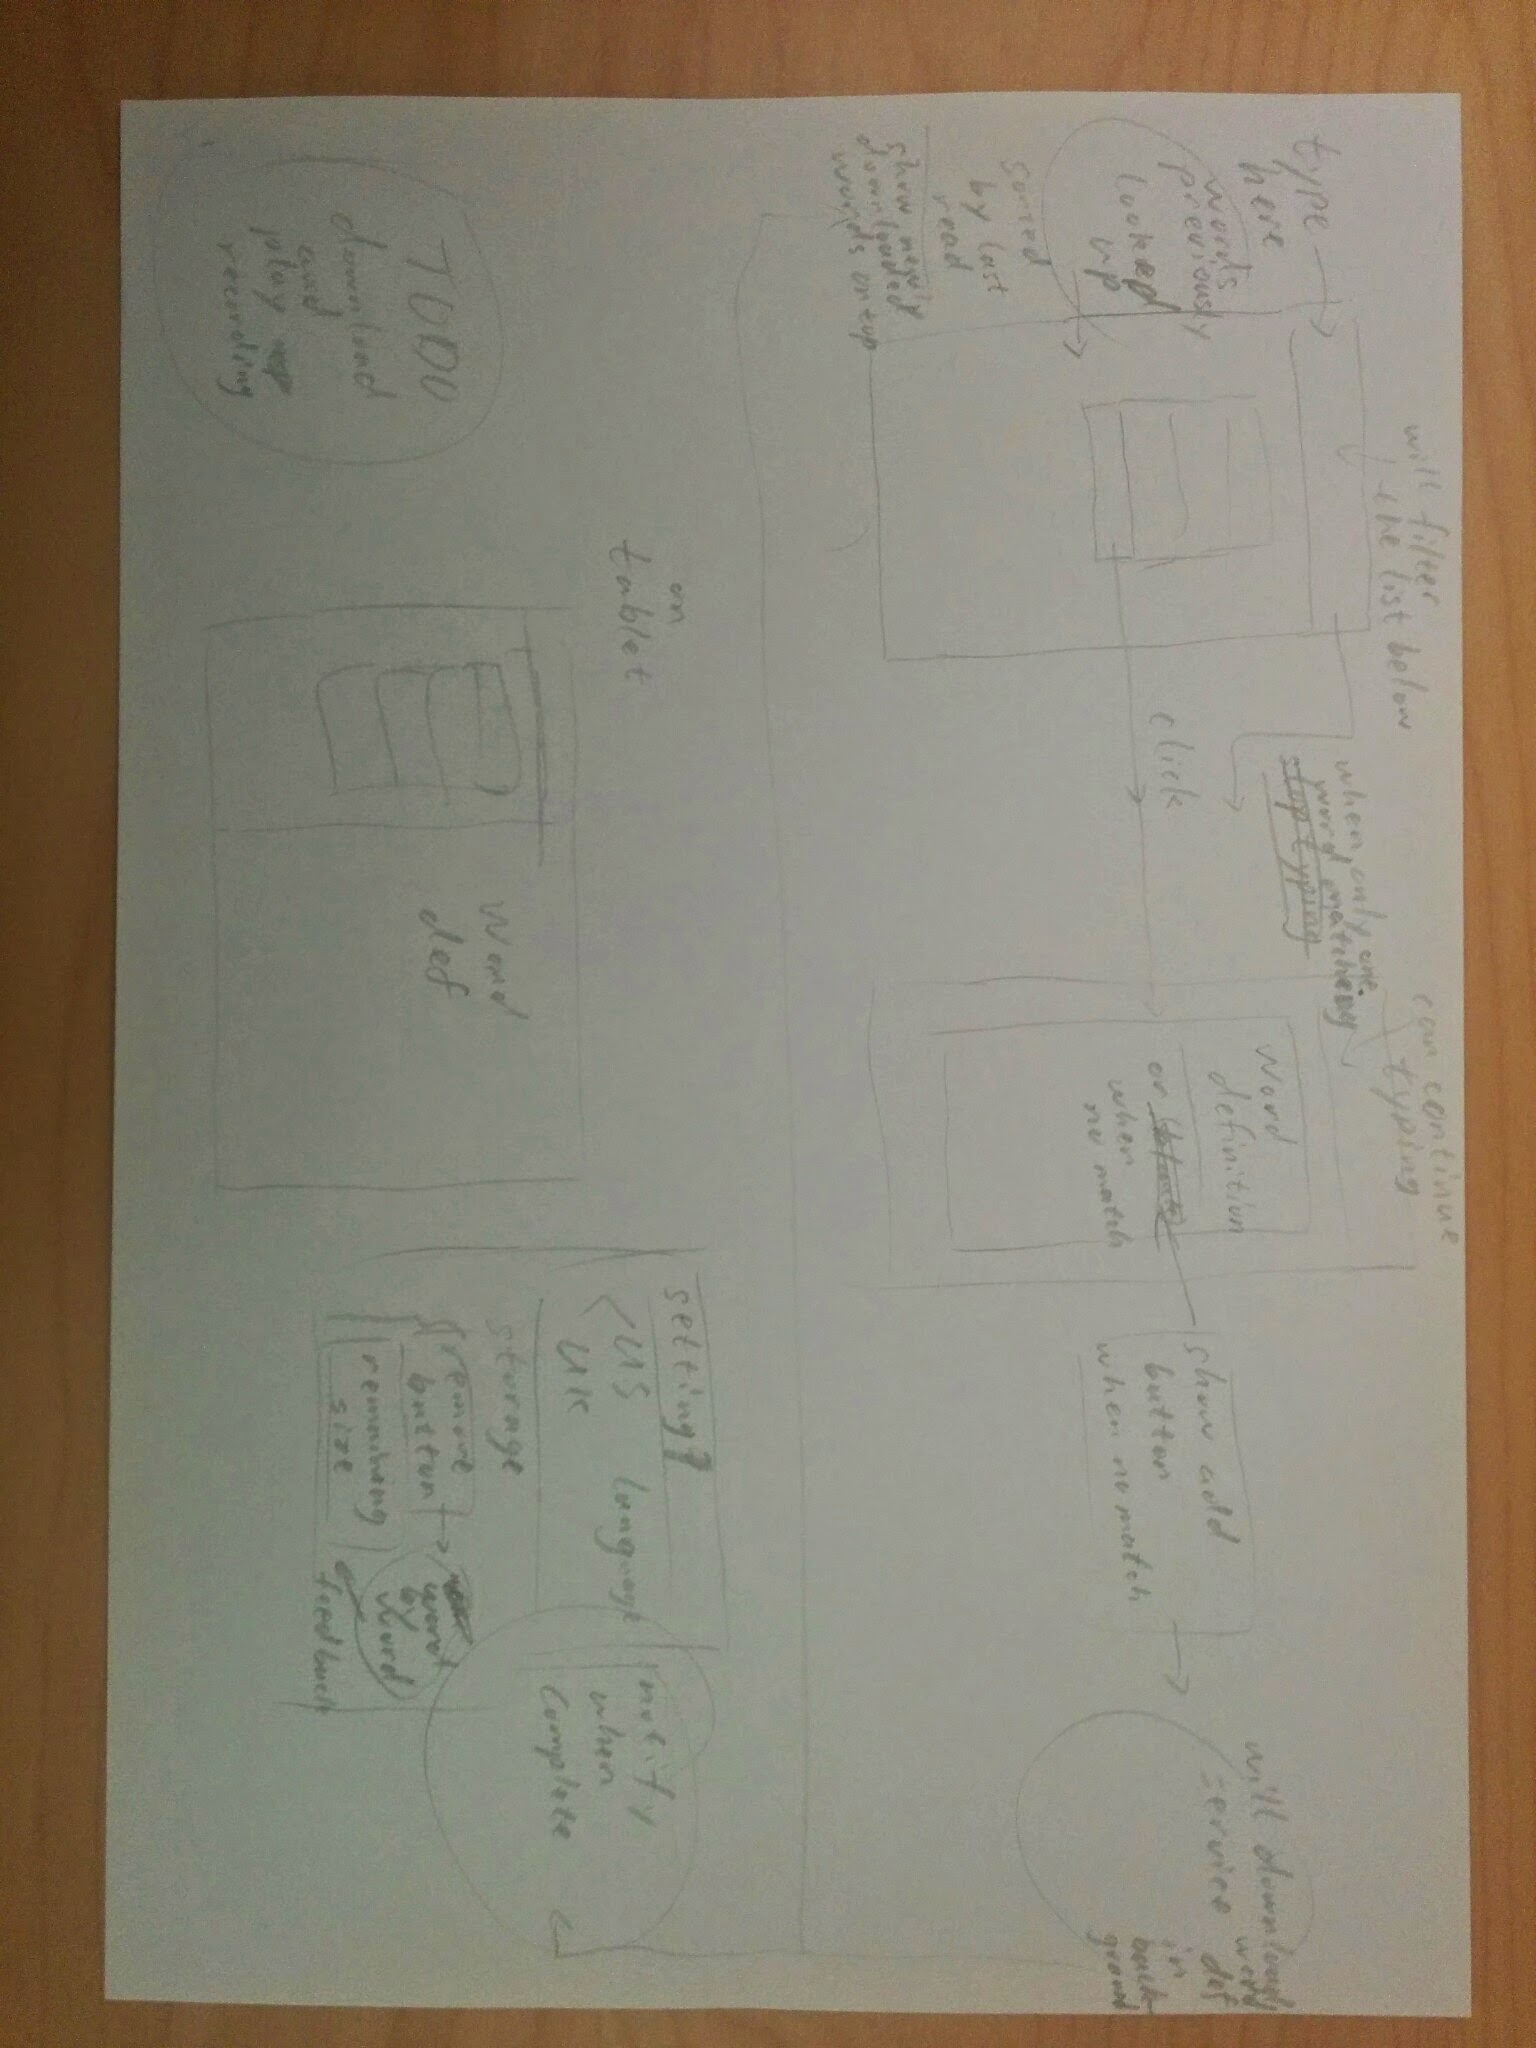 type
here
words
previously
looked
up
sorted
by last
read
show newly
downloaded
words on top
will filter
the list below
click
when only one
word matching
stop typing
can continue
typing
word
definition
or
when
no match
show add
button
when no match
will download
word
service def
in
back
ground
TODO
download
and
play
recording
on
tablet
word
def
setting
US
UK
language
storage
remove
button
remaining
size
word
by
word
feedback
notify
when
complete